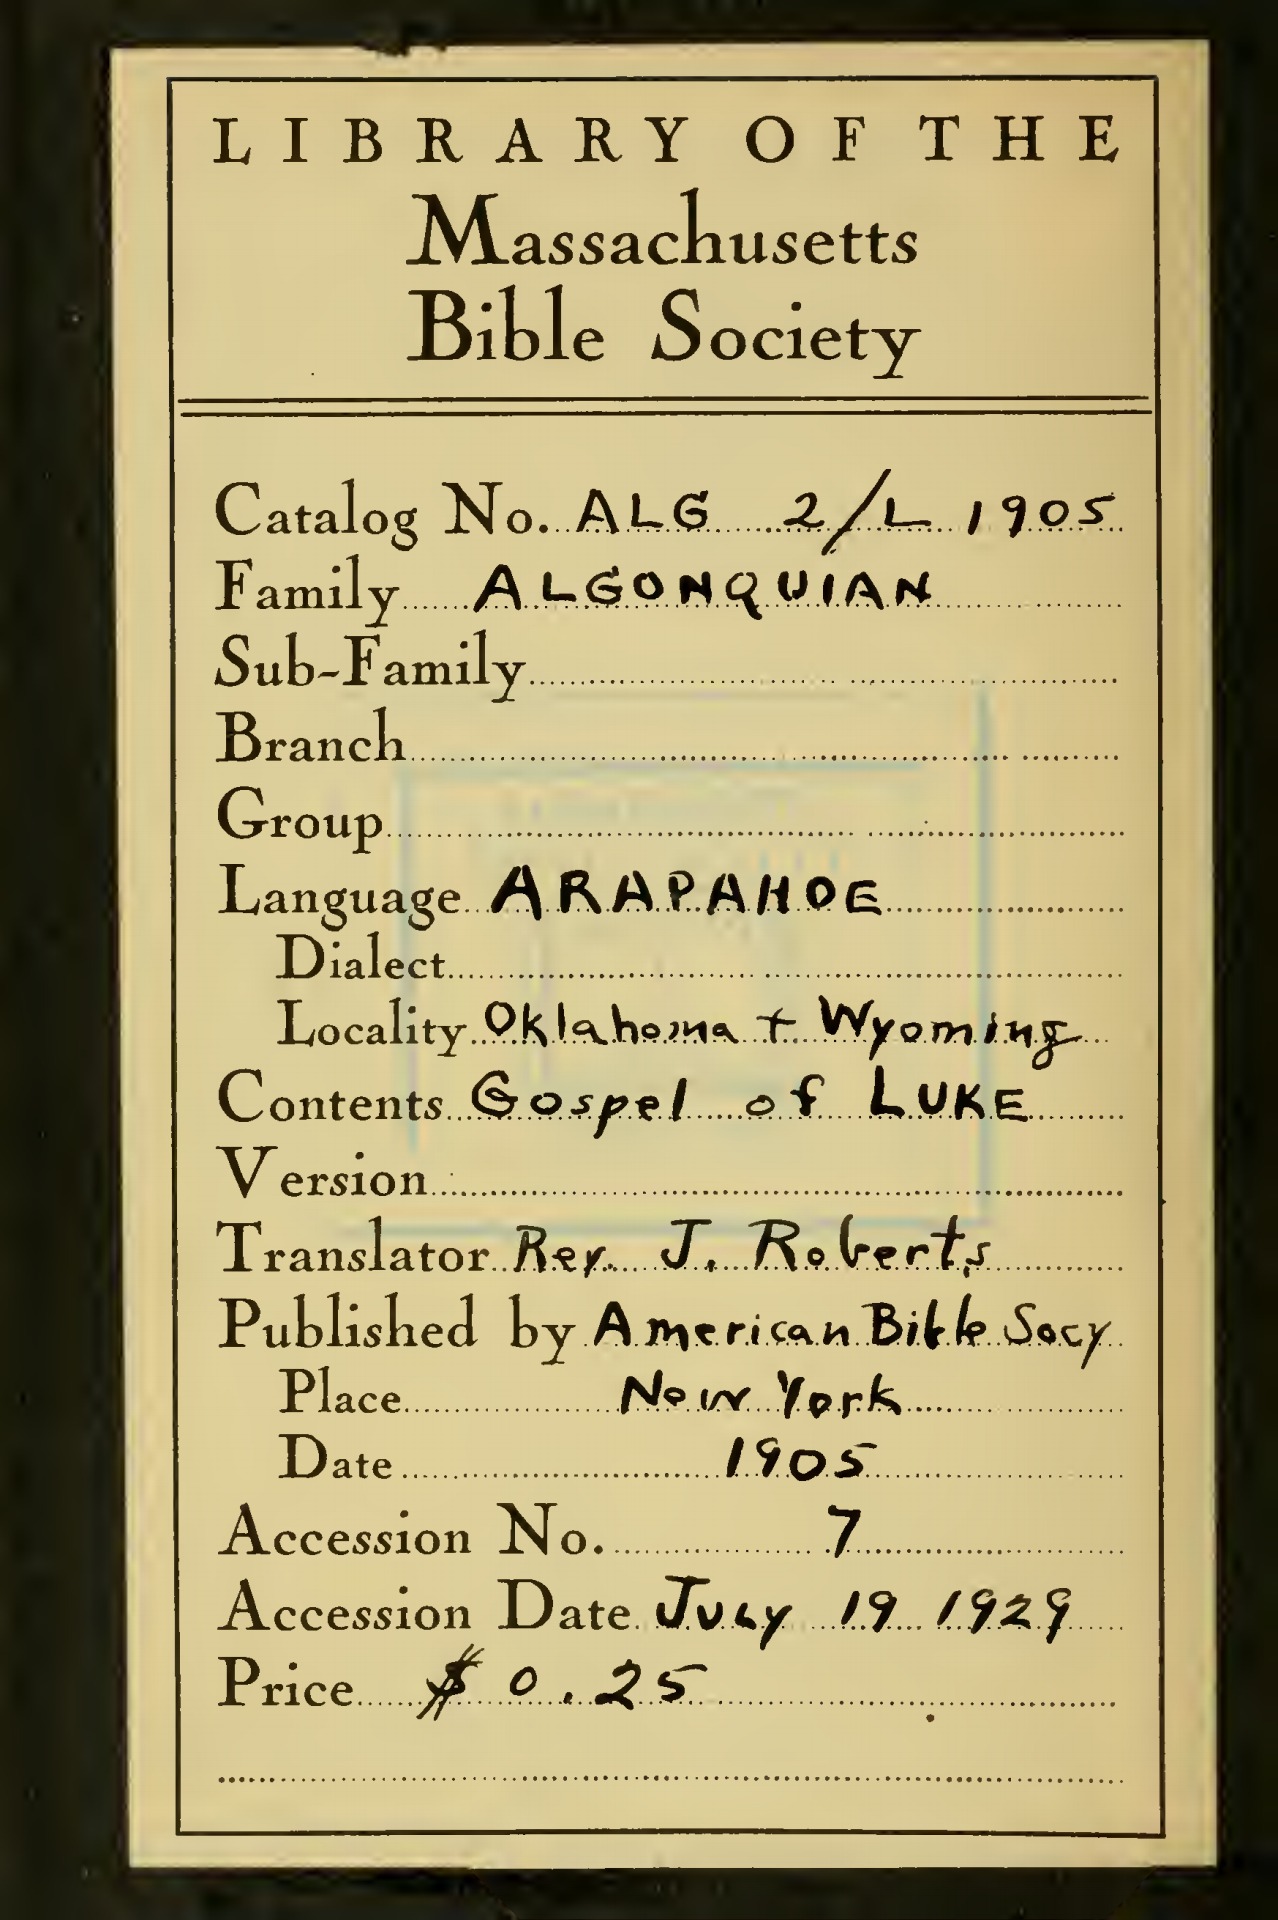 LIBRARY OF THE
Massachusetts
Bible Society
Catalog No. ALG 2/L 1905
Family ALGONQUIAN
Sub-Family
Branch
Group
Language ARAPAHOE
Dialect
Locality Oklahoma + Wyoming
Contents Gospel of LUKE
Version
Translator Rev. J. Roberts
Published by American Bible Socy
Place New York
Date 1905
Accession No. 7
Accession Date July 19 1929
Price $ 0.25